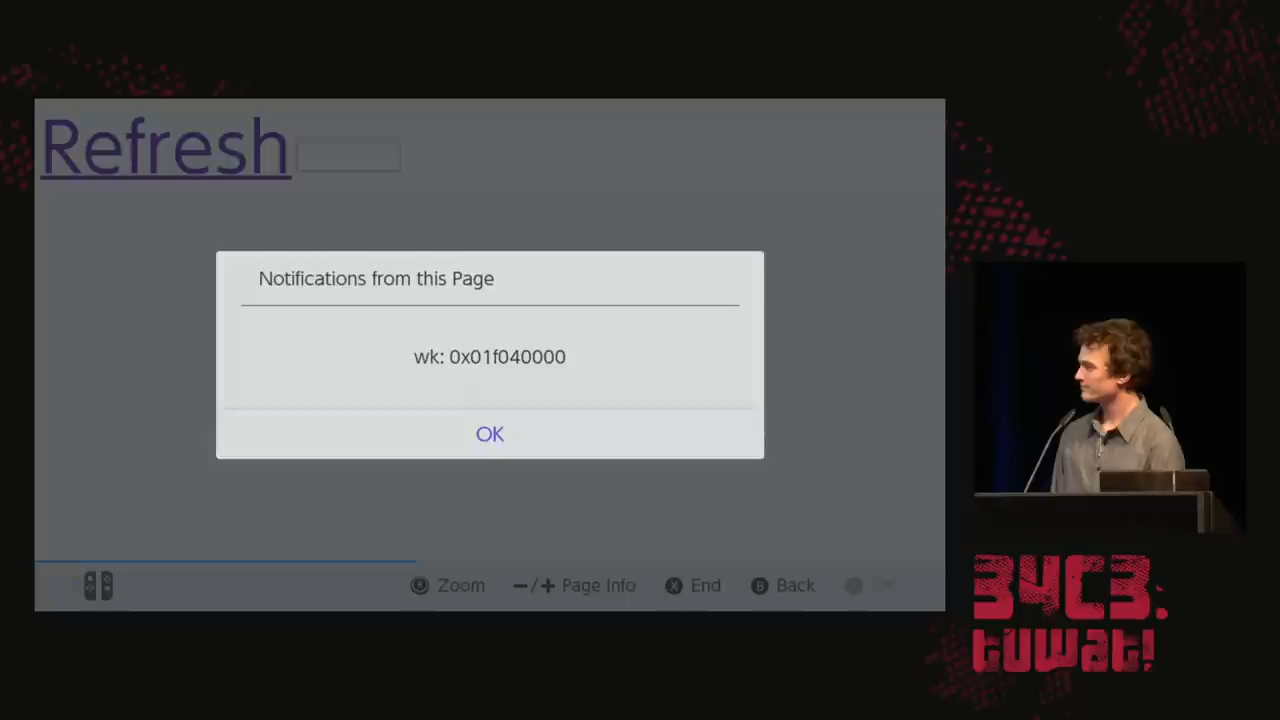 Refresh
Notifications from this Page
wk: 0x01f040000
OK
Zoom
-/+ Page Info
X End
B Back
34C3.
tuwat!